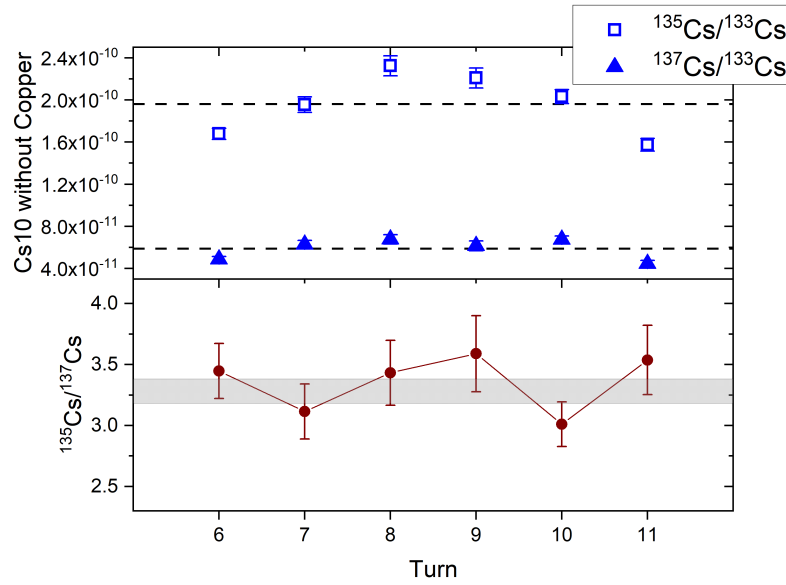 ¹³⁵Cs/¹³³Cs
¹³⁷Cs/¹³³Cs
Cs10 without Copper
2.4x10⁻¹⁰
2.0x10⁻¹⁰
1.6x10⁻¹⁰
1.2x10⁻¹⁰
8.0x10⁻¹¹
4.0x10⁻¹¹
¹³⁵Cs/¹³⁷Cs
4.0
3.5
3.0
2.5
6 7 8 9 10 11
Turn